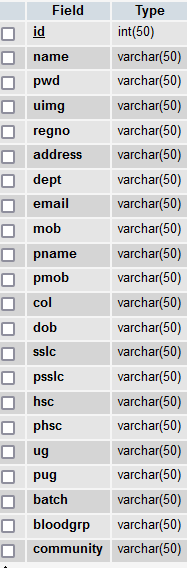 Field Type
id int(50)
name varchar(50)
pwd varchar(50)
uimg varchar(50)
regno varchar(50)
address varchar(50)
dept varchar(50)
email varchar(50)
mob varchar(50)
pname varchar(50)
pmob varchar(50)
col varchar(50)
dob varchar(50)
sslc varchar(50)
psslc varchar(50)
hsc varchar(50)
phsc varchar(50)
ug varchar(50)
pug varchar(50)
batch varchar(50)
bloodgrp varchar(50)
community varchar(50)